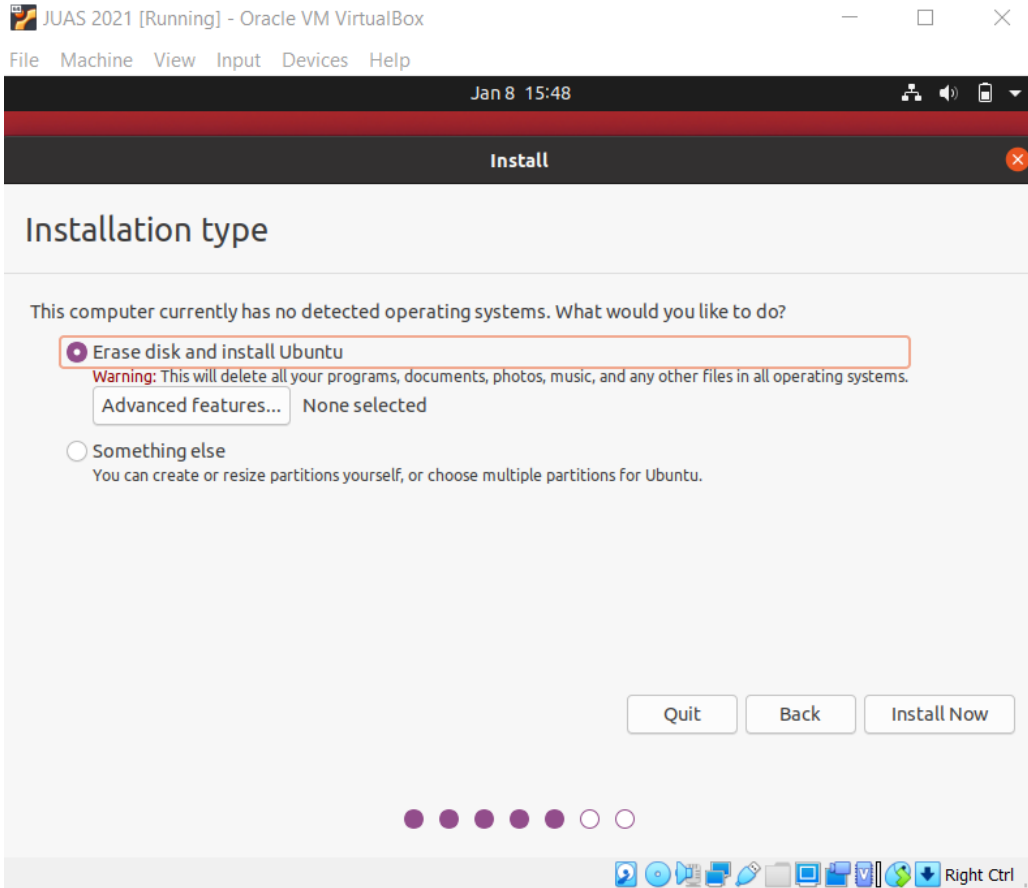 JUAS 2021 [Running] - Oracle VM VirtualBox
File Machine View Input Devices Help
Jan 8 15:48
Install
Installation type
This computer currently has no detected operating systems. What would you like to do?
Erase disk and install Ubuntu
Warning: This will delete all your programs, documents, photos, music, and any other files in all operating systems.
Advanced features... None selected
Something else
You can create or resize partitions yourself, or choose multiple partitions for Ubuntu.
Quit Back Install Now
Right Ctrl